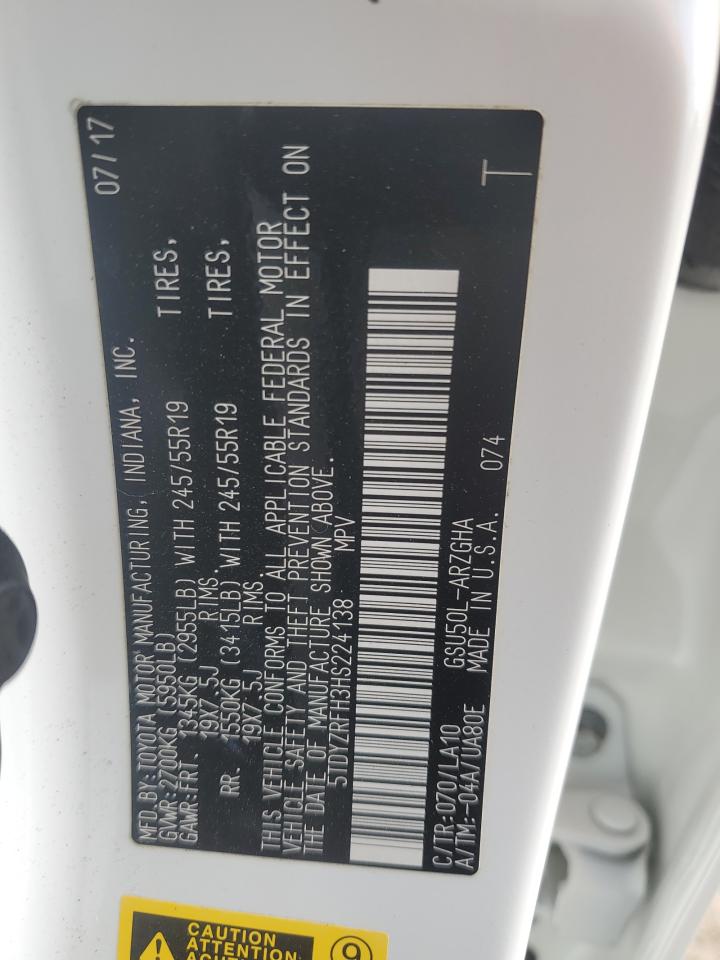 MFD.BY:TOYOTA MOTOR MANUFACTURING, INDIANA, INC. 07/17
GVWR:2700KG (5950LB)
GAWR:FRT 1345KG (2955LB) WITH 245/55R19 TIRES,
19X7.5J RIMS.
RR. 1550KG (3415LB) WITH 245/55R19 TIRES,
19X7.5J RIMS.
THIS VEHICLE CONFORMS TO ALL APPLICABLE FEDERAL MOTOR
VEHICLE SAFETY AND THEFT PREVENTION STANDARDS IN EFFECT ON
THE DATE OF MANUFACTURE SHOWN ABOVE.
5TDYZRFH3HS224138 MPV
C/TR:070/LA10 GSU50L-ARZGHA
A/TM:-04A/UA80E MADE IN U.S.A. 074 T
CAUTION
ATTENTION
9